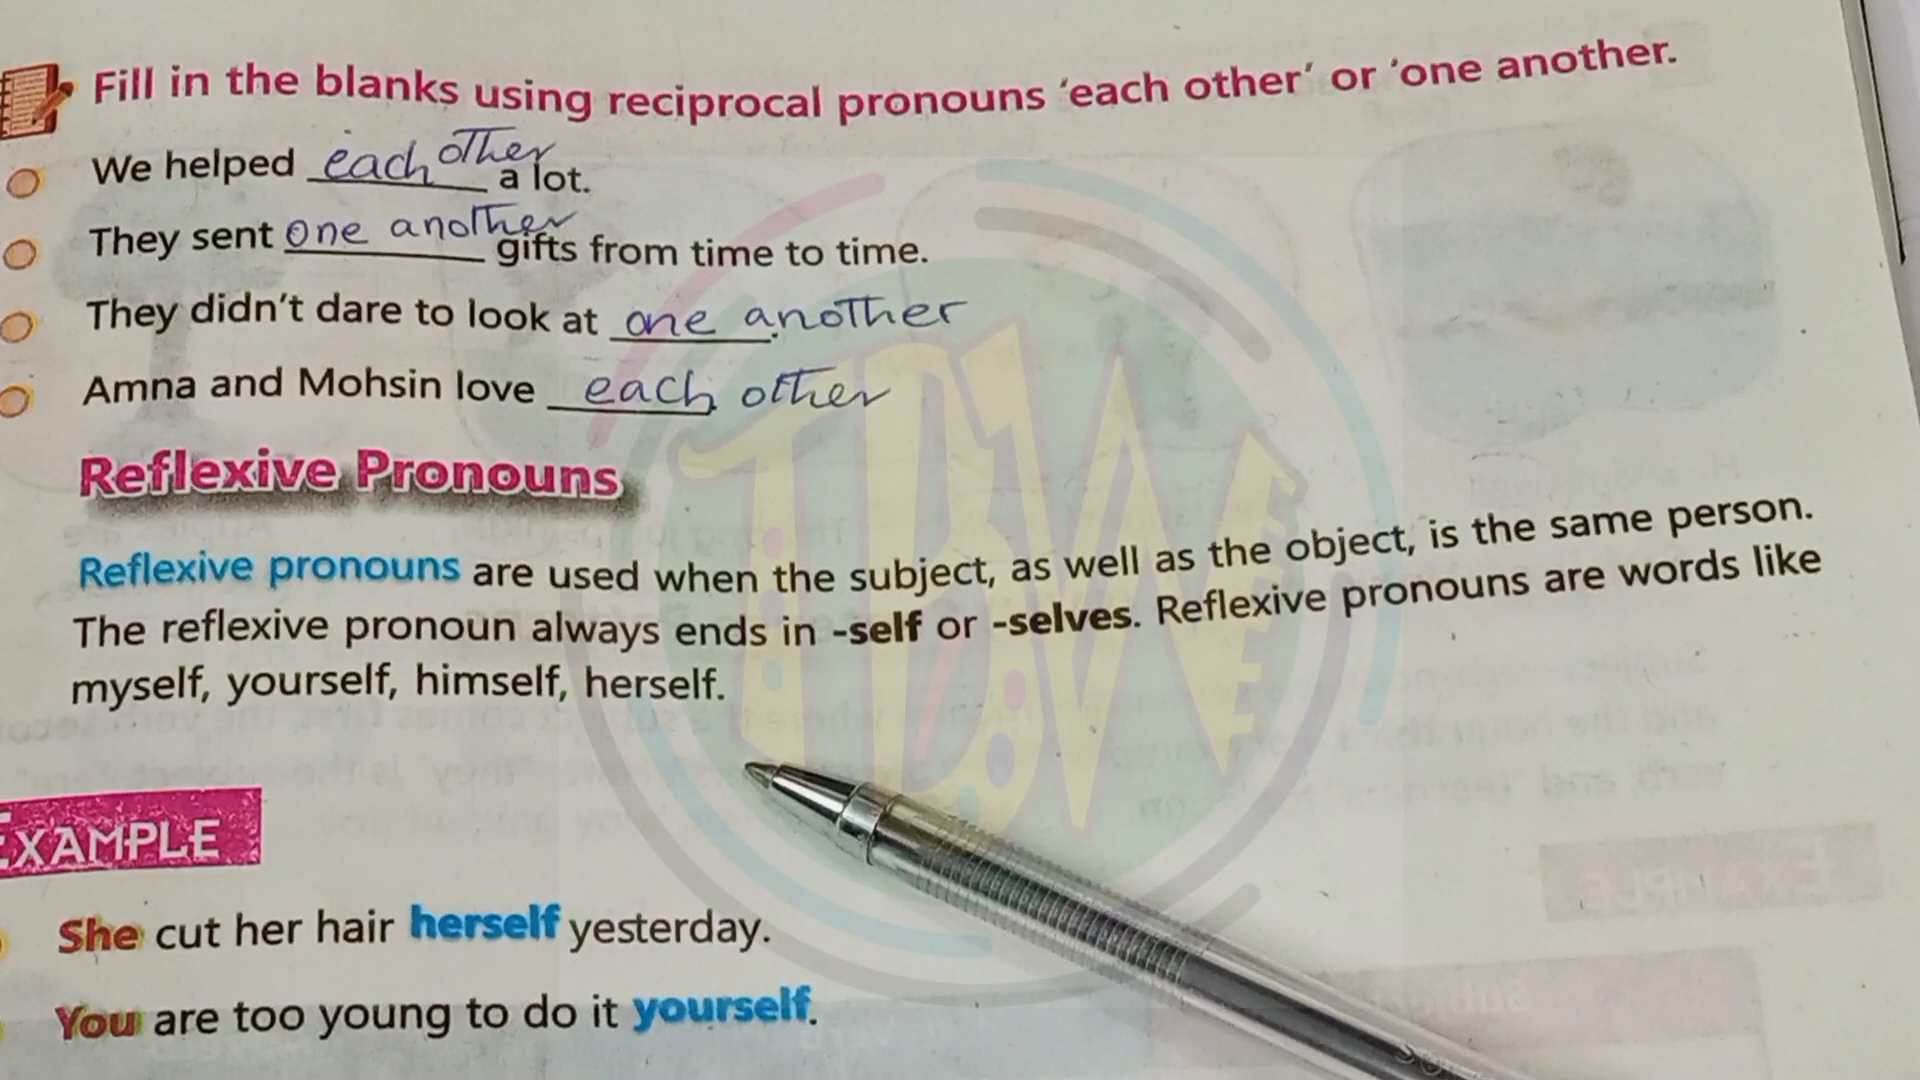 Fill in the blanks using reciprocal pronouns ‘each other’ or ‘one another.
We helped each other a lot.
They sent one another gifts from time to time.
They didn't dare to look at one another.
Amna and Mohsin love each other.
Reflexive Pronouns
Reflexive pronouns are used when the subject, as well as the object, is the same person.
The reflexive pronoun always ends in -self or -selves. Reflexive pronouns are words like
myself, yourself, himself, herself.
EXAMPLE
She cut her hair herself yesterday.
You are too young to do it yourself.